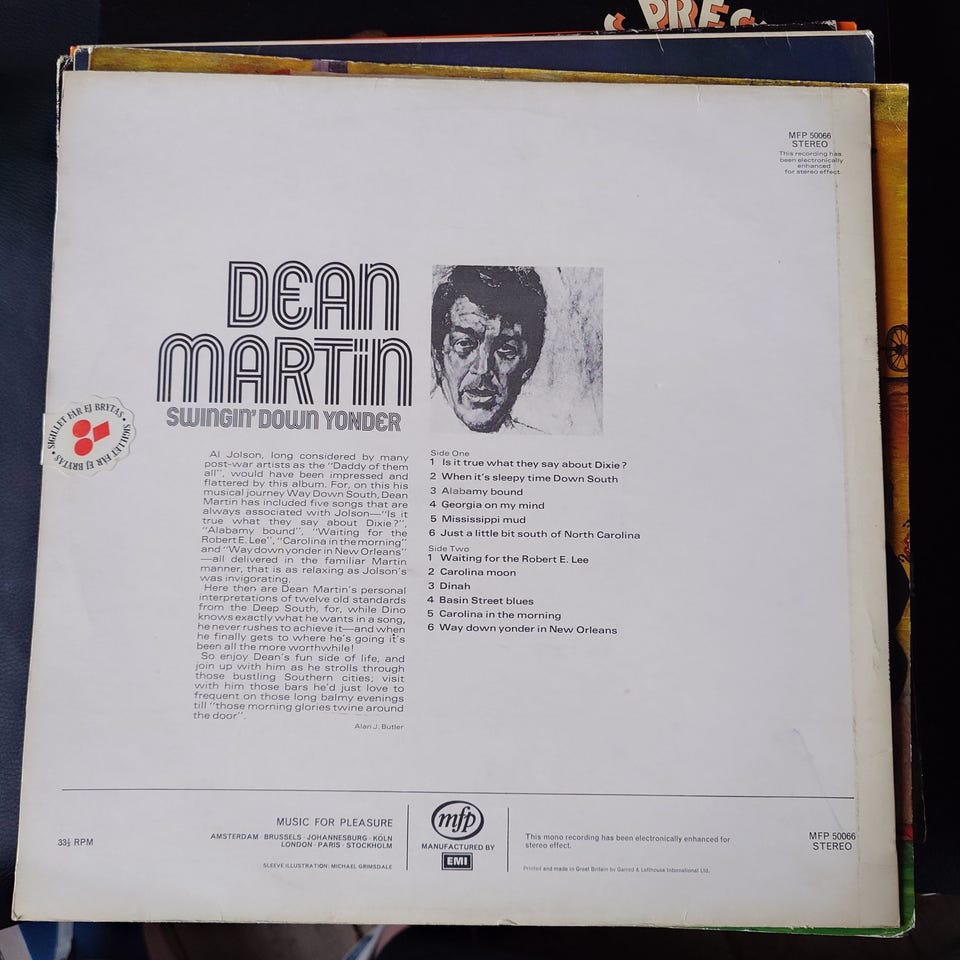 PRES
MFP 50066
STEREO
This recording has
been electronically
enhanced
for stereo effect.
DEAN
MARTIN
SWINGIN' DOWN YONDER
SIGILLET FÅR EJ BRYTAS • SIGILLET FÅR EJ BRYTAS •
Al Jolson, long considered by many
post-war artists as the "Daddy of them
all", would have been impressed and
flattered by this album. For, on this his
musical journey Way Down South, Dean
Martin has included five songs that are
always associated with Jolson—"Is it
true what they say about Dixie?",
"Alabamy bound", "Waiting for the
Robert E. Lee", "Carolina in the morning"
and "Way down yonder in New Orleans"
—all delivered in the familiar Martin
manner, that is as relaxing as Jolson's
was invigorating.
Here then are Dean Martin's personal
interpretations of twelve old standards
from the Deep South, for, while Dino
knows exactly what he wants in a song,
he never rushes to achieve it—and when
he finally gets to where he's going it's
been all the more worthwhile!
So enjoy Dean's fun side of life, and
join up with him as he strolls through
those bustling Southern cities; visit
with him those bars he'd just love to
frequent on those long balmy evenings
till "those morning glories twine around
the door".
Alan J. Butler
Side One
1 Is it true what they say about Dixie?
2 When it's sleepy time Down South
3 Alabamy bound
4 Georgia on my mind
5 Mississippi mud
6 Just a little bit south of North Carolina
Side Two
1 Waiting for the Robert E. Lee
2 Carolina moon
3 Dinah
4 Basin Street blues
5 Carolina in the morning
6 Way down yonder in New Orleans
33⅓ RPM
MUSIC FOR PLEASURE
AMSTERDAM · BRUSSELS · JOHANNESBURG · KÖLN
LONDON · PARIS · STOCKHOLM
SLEEVE ILLUSTRATION: MICHAEL GRIMSDALE
mfp
MANUFACTURED BY
EMI
This mono recording has been electronically enhanced for
stereo effect.
Printed and made in Great Britain by Garrod & Lofthouse International Ltd.
MFP 50066
STEREO